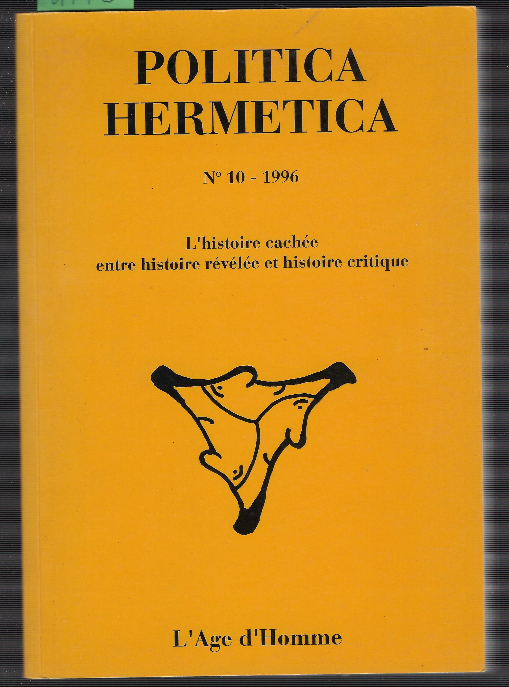 POLITICA
HERMETICA
N° 10 - 1996
L'histoire cachée
entre histoire révélée et histoire critique
L'Age d'Homme